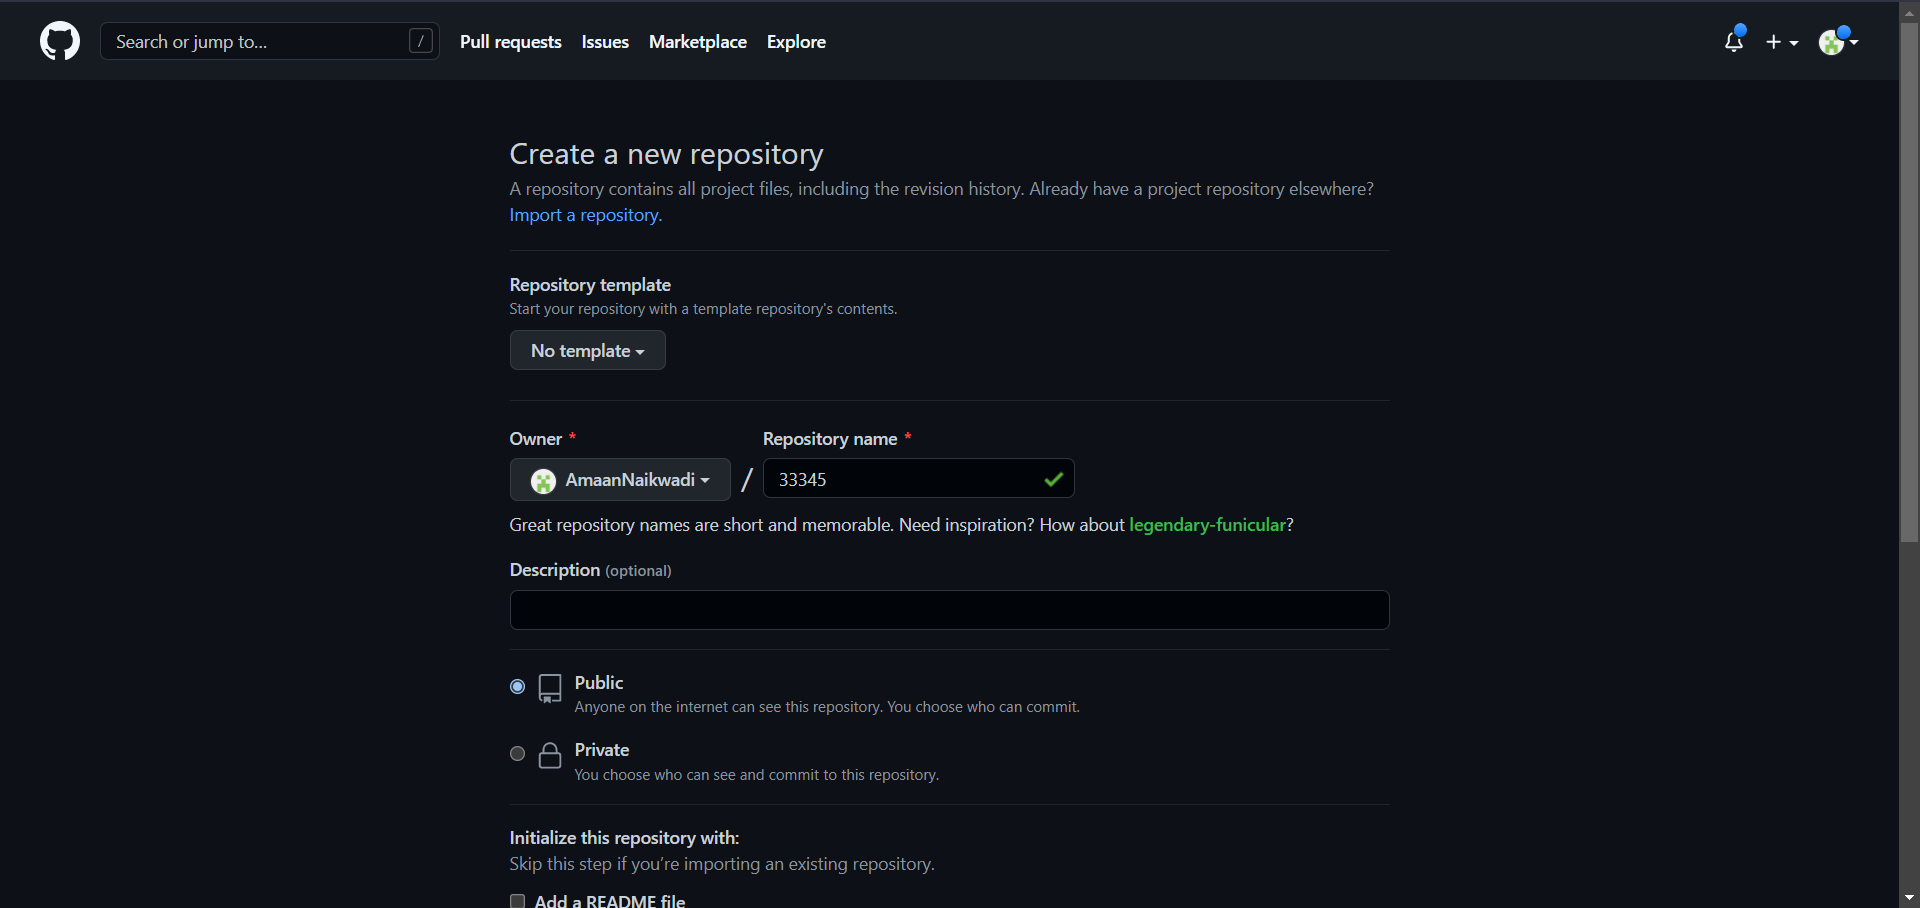 Search or jump to... /
Pull requests Issues Marketplace Explore
Create a new repository
A repository contains all project files, including the revision history. Already have a project repository elsewhere?
Import a repository.
Repository template
Start your repository with a template repository's contents.
No template
Owner * Repository name *
AmaanNaikwadi / 33345
Great repository names are short and memorable. Need inspiration? How about legendary-funicular?
Description (optional)
Public
Anyone on the internet can see this repository. You choose who can commit.
Private
You choose who can see and commit to this repository.
Initialize this repository with:
Skip this step if you’re importing an existing repository.
Add a README file